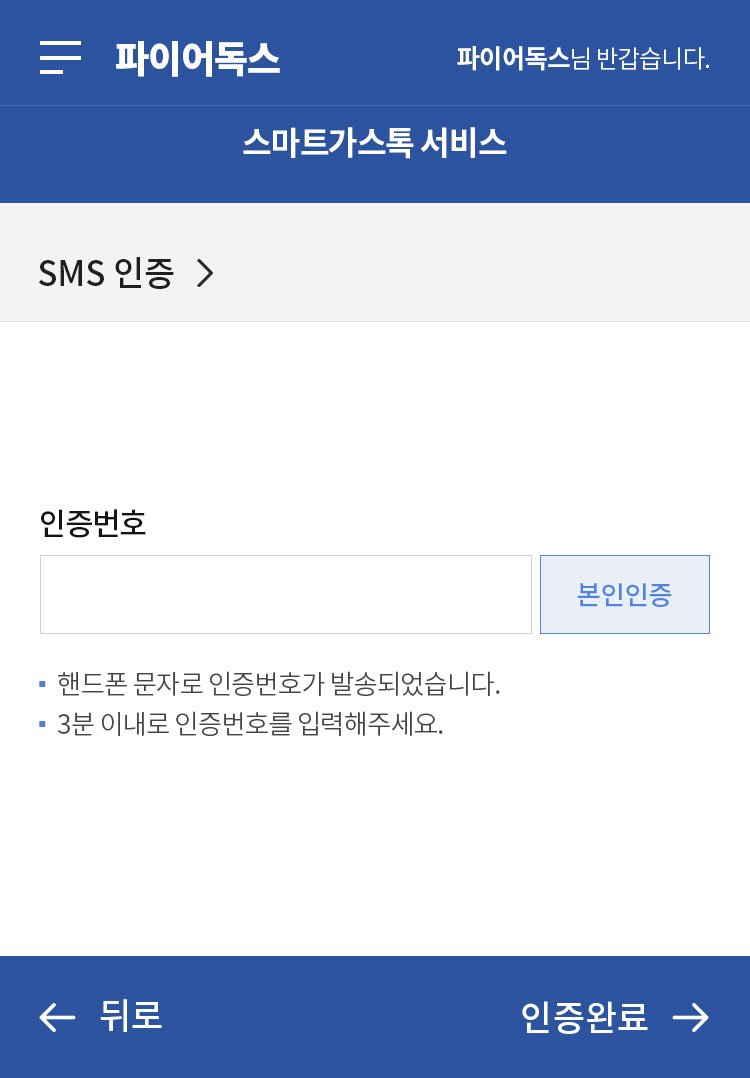 파이어독스
파이어독스님 반갑습니다.
스마트가스톡 서비스
SMS 인증
인증번호
본인인증
핸드폰 문자로 인증번호가 발송되었습니다.
3분 이내로 인증번호를 입력해주세요.
뒤로
인증완료